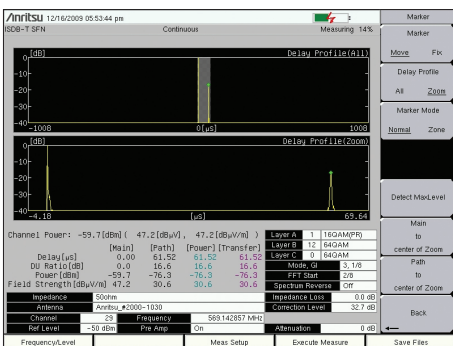 Anritsu 12/16/2009 05:53:44 pm
ISDB-T SFN Continuous Measuring 14%
Marker
Marker
Move Fix
Delay Profile
All Zoom
Marker Mode
Normal Zone
Detect MaxLevel
Main
to
center of Zoom
Path
to
center of Zoom
Back
[dB] Delay Profile(All)
0
-10
-20
-30
-40
-1008 0[µS] 1008
[dB] Delay Profile(Zoom)
0
-10
-20
-30
-40
-4.18 [µS] 69.64
Channel Power: -59.7[dBm]( 47.2[dBµV], 47.2[dBµV/m] )
[Main] [Path] [Power] [Transfer]
Delay[µs] 0.00 61.52 61.52 61.52
DU Ratio[dB] 0.0 16.6 16.6 16.6
Power[dBm] -59.7 -76.3 -76.3 -76.3
Field Strength[dBµV/m] 47.2 30.6 30.6 30.6
Layer A 1 16QAM(PR)
Layer B 12 64QAM
Layer C 0 64QAM
Mode, GI 3, 1/8
FFT Start 2/8
Spectrum Reverse Off
Impedance 50ohm Impedance Loss 0.0 dB
Antenna Anritsu_#2000-1030 Correction Level 32.7 dB
Channel 29 Frequency 569.142857 MHz
Ref Level -50 dBm Pre Amp On Attenuation 0 dB
Frequency/Level Meas Setup Execute Measure Save Files